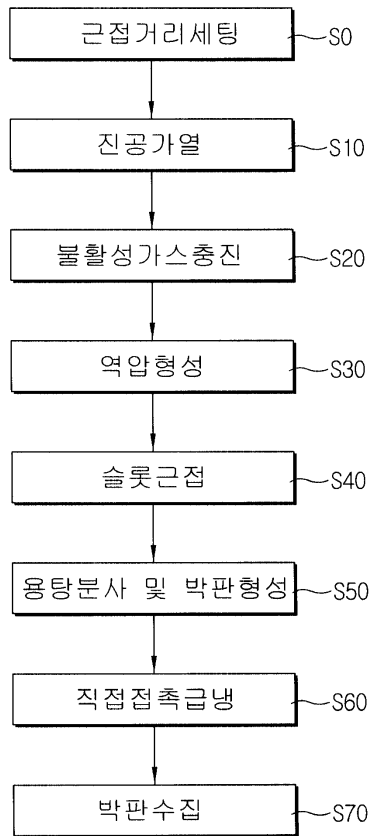 근접거리세팅 S0
진공가열 S10
불활성가스충진 S20
역압형성 S30
슬롯근접 S40
용탕분사 및 박판형성 S50
직접접촉급냉 S60
박판수집 S70